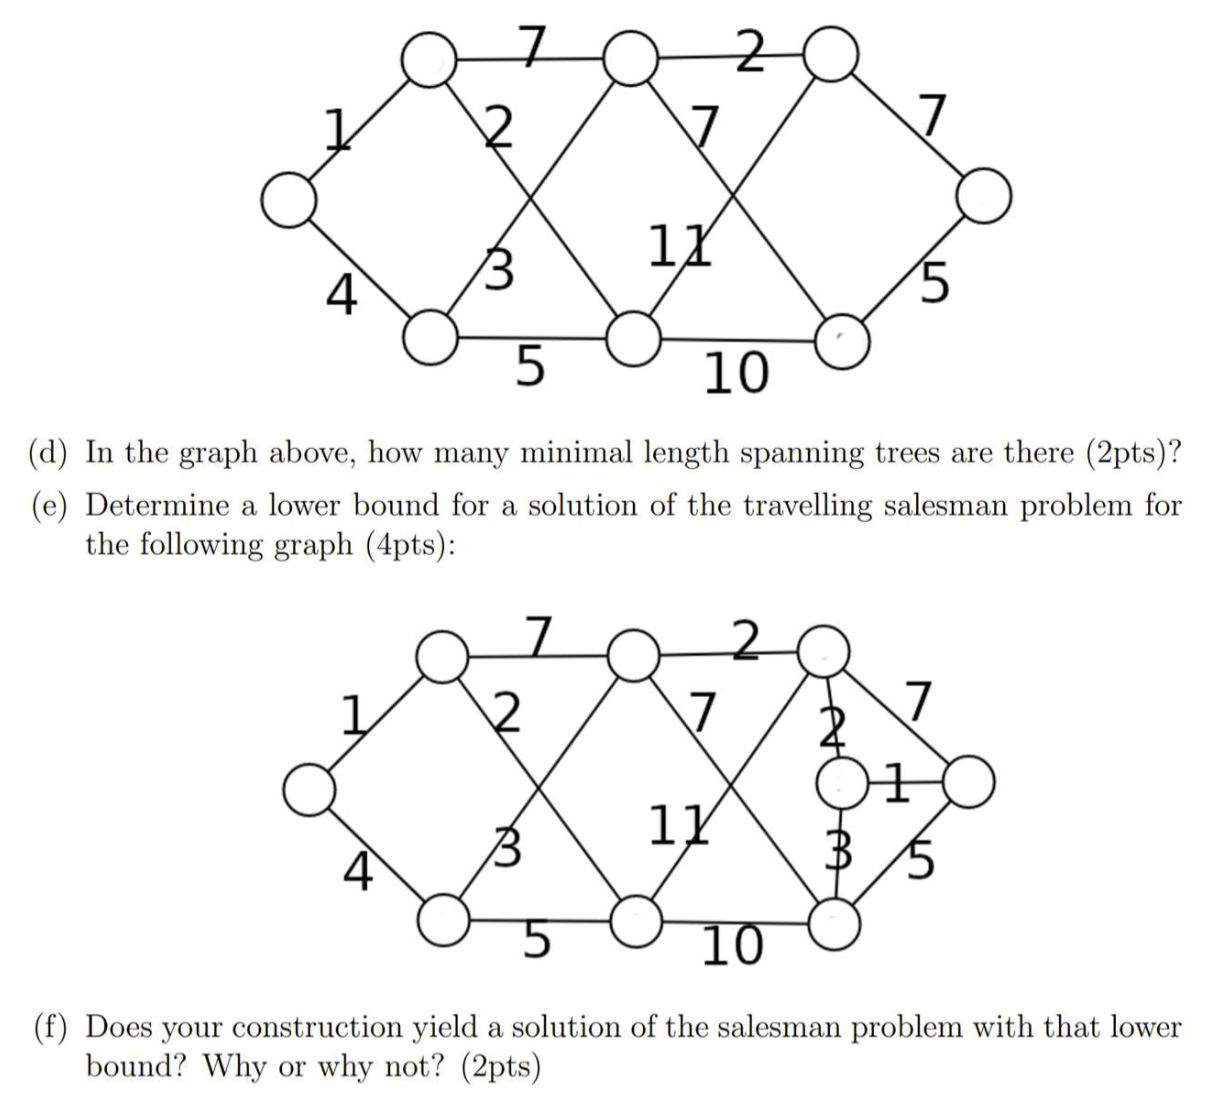 7 2
1 2 7 7
4 3 11 5
5 10
(d) In the graph above, how many minimal length spanning trees are there (2pts)?
(e) Determine a lower bound for a solution of the travelling salesman problem for
the following graph (4pts):
7 2
1 2 7 2 7
1
4 3 11 3 5
5 10
(f) Does your construction yield a solution of the salesman problem with that lower
bound? Why or why not? (2pts)